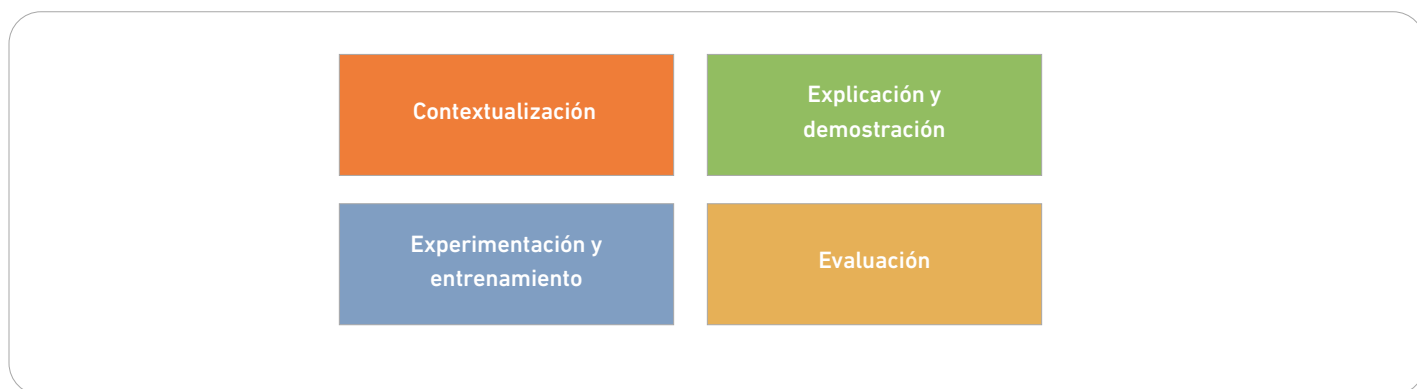 Contextualización
Explicación y
demostración
Experimentación y
entrenamiento
Evaluación